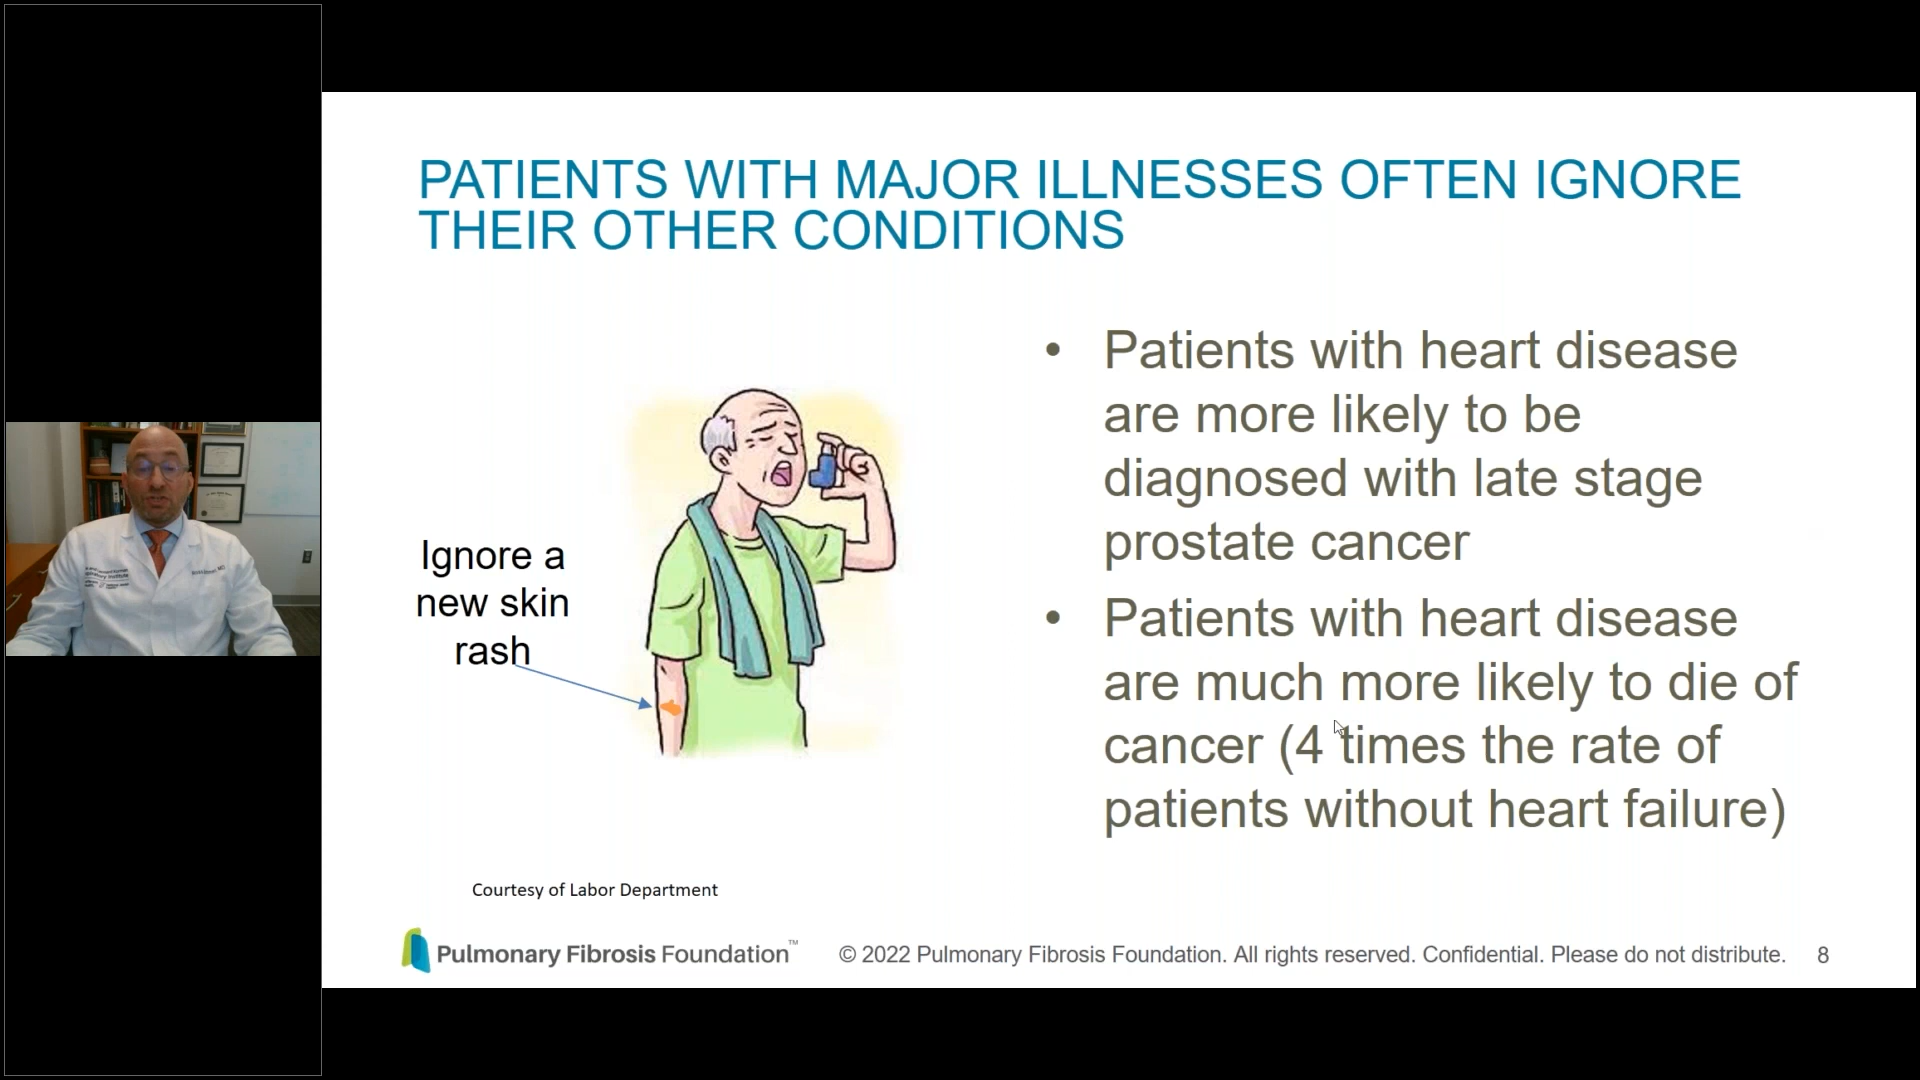 PATIENTS WITH MAJOR ILLNESSES OFTEN IGNORE
THEIR OTHER CONDITIONS
Ignore a
new skin
rash
• Patients with heart disease
are more likely to be
diagnosed with late stage
prostate cancer
• Patients with heart disease
are much more likely to die of
cancer (4 times the rate of
patients without heart failure)
Courtesy of Labor Department
Pulmonary Fibrosis Foundation™
© 2022 Pulmonary Fibrosis Foundation. All rights reserved. Confidential. Please do not distribute.
8